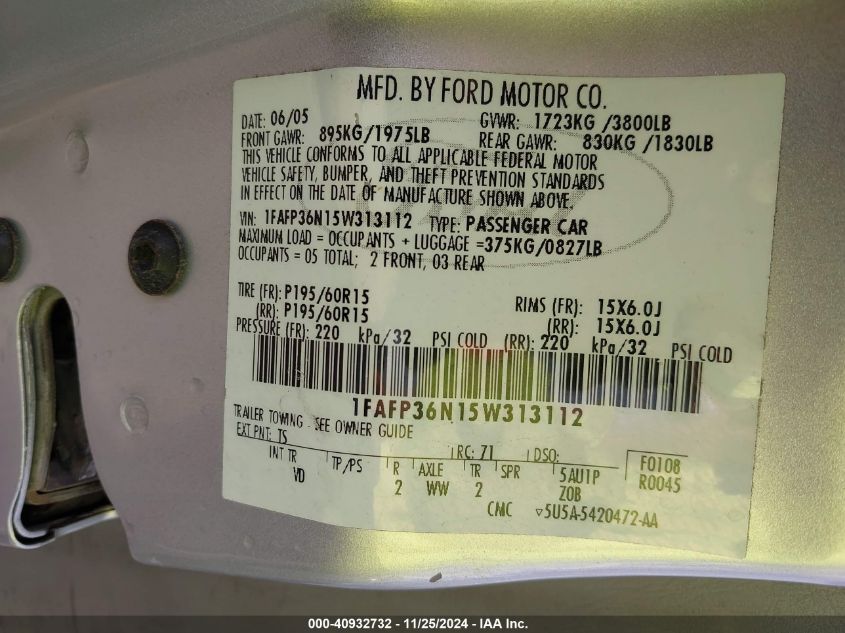 MFD. BY FORD MOTOR CO.
DATE: 06/05 GVWR: 1723KG /3800LB
FRONT GAWR: 895KG/1975LB REAR GAWR: 830KG /1830LB
THIS VEHICLE CONFORMS TO ALL APPLICABLE FEDERAL MOTOR
VEHICLE SAFETY, BUMPER, AND THEFT PREVENTION STANDARDS
IN EFFECT ON THE DATE OF MANUFACTURE SHOWN ABOVE.
VIN: 1FAFP36N15W313112 TYPE: PASSENGER CAR
MAXIMUM LOAD = OCCUPANTS + LUGGAGE =375KG/0827LB
OCCUPANTS = 05 TOTAL; 2 FRONT, 03 REAR
TIRE (FR): P195/60R15 RIMS (FR): 15X6.0J
(RR): P195/60R15 (RR): 15X6.0J
PRESSURE (FR): 220 kPa/32 PSI COLD (RR): 220 kPa/32 PSI COLD
1FAFP36N15W313112
TRAILER TOWING - SEE OWNER GUIDE
EXT PNT: TS RC: 71 DSO: F0108
INT TR TP/PS R AXLE TR SPR 5AU1P R0045
VD 2 WW 2 Z0B
CMC ▽5U5A-5420472-AA
000-40932732 - 11/25/2024 - IAA Inc.